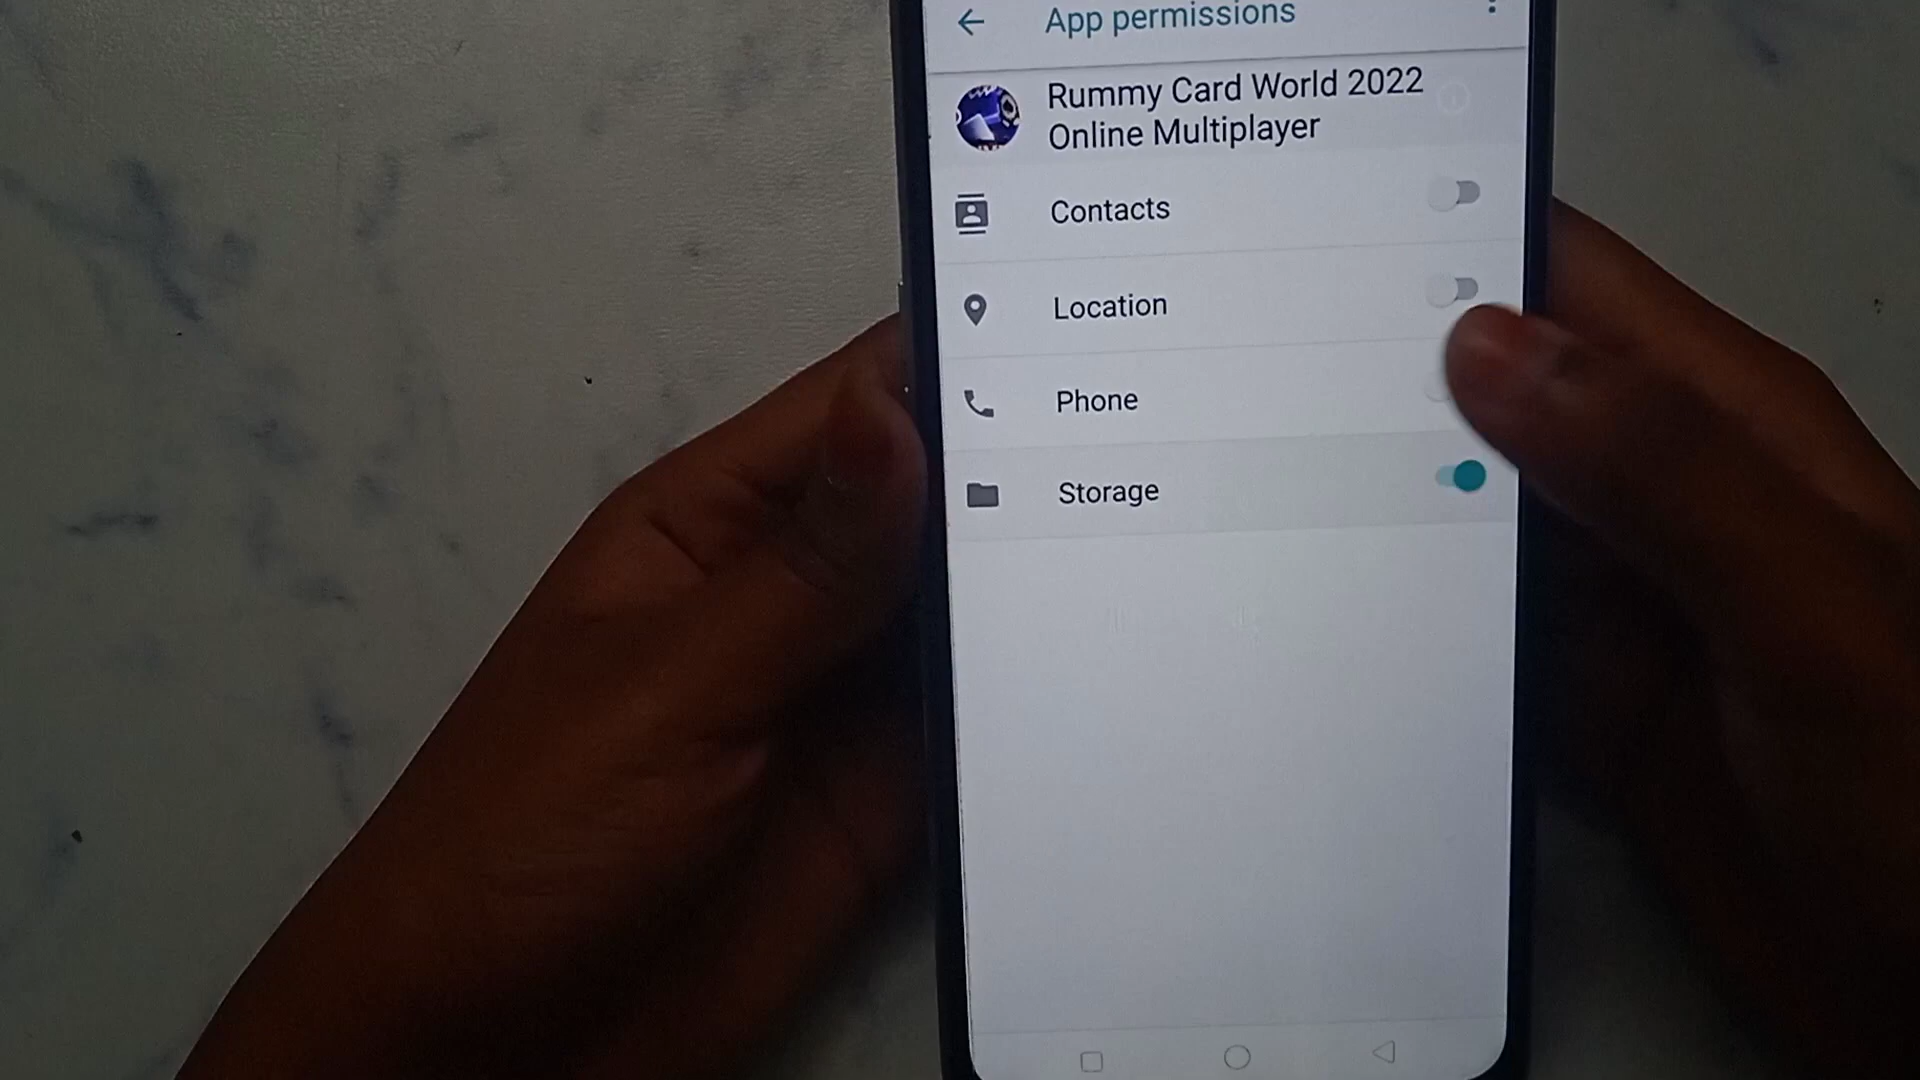 App permissions
Rummy Card World 2022
Online Multiplayer
Contacts
Location
Phone
Storage